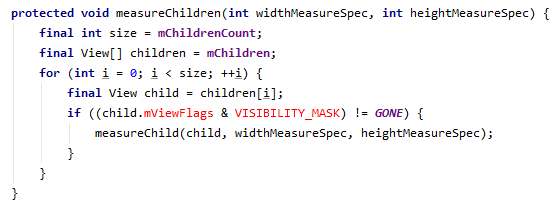 protected void measureChildren(int widthMeasureSpec, int heightMeasureSpec) {
    final int size = mChildrenCount;
    final View[] children = mChildren;
    for (int i = 0; i < size; ++i) {
        final View child = children[i];
        if ((child.mViewFlags & VISIBILITY_MASK) != GONE) {
            measureChild(child, widthMeasureSpec, heightMeasureSpec);
        }
    }
}